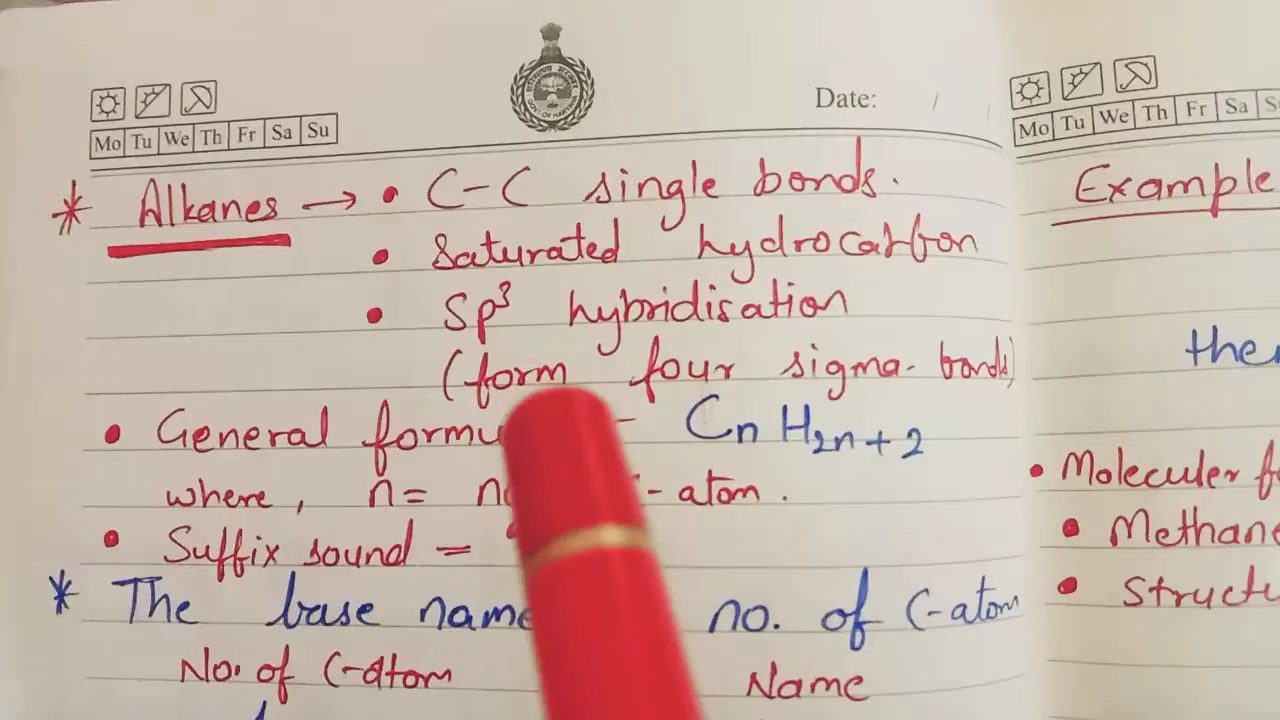 Date:
Mo Tu We Th Fr Sa Su
* Alkanes → • C-C single bonds.
• Saturated hydrocarbon
• Sp³ hybridisation
(form four sigma bonds)
• General formu - CnH2n+2
where, n= C-atom.
• Suffix sound =
* The base name no. of C-atom
No. of C-atom Name
Mo Tu We Th Fr Sa S
Example
the
• Molecular f
• Methan
• Struct